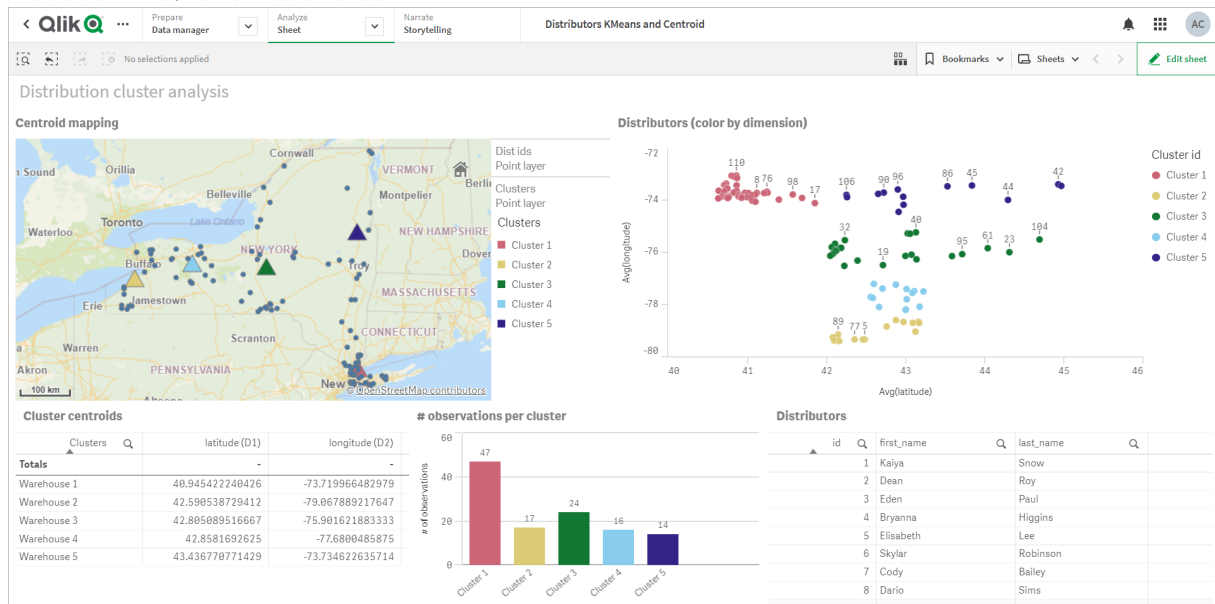 Qlik
Prepare
Data manager
Analyze
Sheet
Narrate
Storytelling
Distributors KMeans and Centroid
AC
No selections applied
Bookmarks
Sheets
Edit sheet
Distribution cluster analysis
Centroid mapping
n Sound
Orillia
Cornwall
VERMONT
Berlin
Belleville
Montpelier
Toronto
Lake Ontario
Waterloo
NEW HAMPSHIRE
NEW YORK
Dover
Buffalo
Troy
MASSACHUSETTS
Erie
Jamestown
Scranton
CONNECTICUT
a
Warren
Akron
PENNSYLVANIA
New
100 km
© OpenStreetMap contributors
Dist ids
Point layer
Clusters
Point layer
Clusters
Cluster 1
Cluster 2
Cluster 3
Cluster 4
Cluster 5
Distributors (color by dimension)
-72
-74
-76
-78
-80
Avg(longitude)
110
8
76
98
17
106
90
96
86
45
44
42
32
40
19
95
61
23
104
89
77
5
40
41
42
43
44
45
46
Avg(latitude)
Cluster id
Cluster 1
Cluster 2
Cluster 3
Cluster 4
Cluster 5
Cluster centroids
Clusters latitude (D1) longitude (D2)
Totals - -
Warehouse 1 40.945422240426 -73.719966482979
Warehouse 2 42.590538729412 -79.067889217647
Warehouse 3 42.805089516667 -75.901621883333
Warehouse 4 42.8581692625 -77.6800485875
Warehouse 5 43.436770771429 -73.734622635714
# observations per cluster
60
40
20
0
# of observations
47
17
24
16
14
Cluster 1
Cluster 2
Cluster 3
Cluster 4
Cluster 5
Distributors
id first_name last_name
1 Kaiya Snow
2 Dean Roy
3 Eden Paul
4 Bryanna Higgins
5 Elisabeth Lee
6 Skylar Robinson
7 Cody Bailey
8 Dario Sims